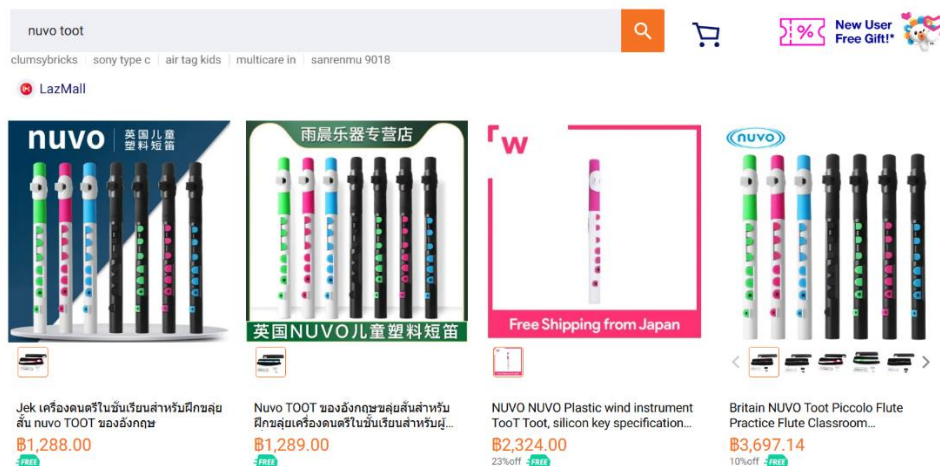 nuvo toot
New User
Free Gift!*
clumsybricks
sony type c
air tag kids
multicare in
sanrenmu 9018
LazMall
nuvo
英国儿童
塑料短笛
雨晨乐器专营店
英国NUVO儿童塑料短笛
W
Free Shipping from Japan
nuvo
Jek เครื่องดนตรีในชั้นเรียนสำหรับฝึกขลุ่ย
สั้น nuvo TOOT ของอังกฤษ
฿1,288.00
FREE
Nuvo TOOT ของอังกฤษขลุ่ยสั้นสำหรับ
ฝึกขลุ่ยเครื่องดนตรีในชั้นเรียนสำหรับผู้...
฿1,289.00
FREE
NUVO NUVO Plastic wind instrument
TooT Toot, silicon key specification...
฿2,324.00
23%off FREE
Britain NUVO Toot Piccolo Flute
Practice Flute Classroom...
฿3,697.14
10%off FREE